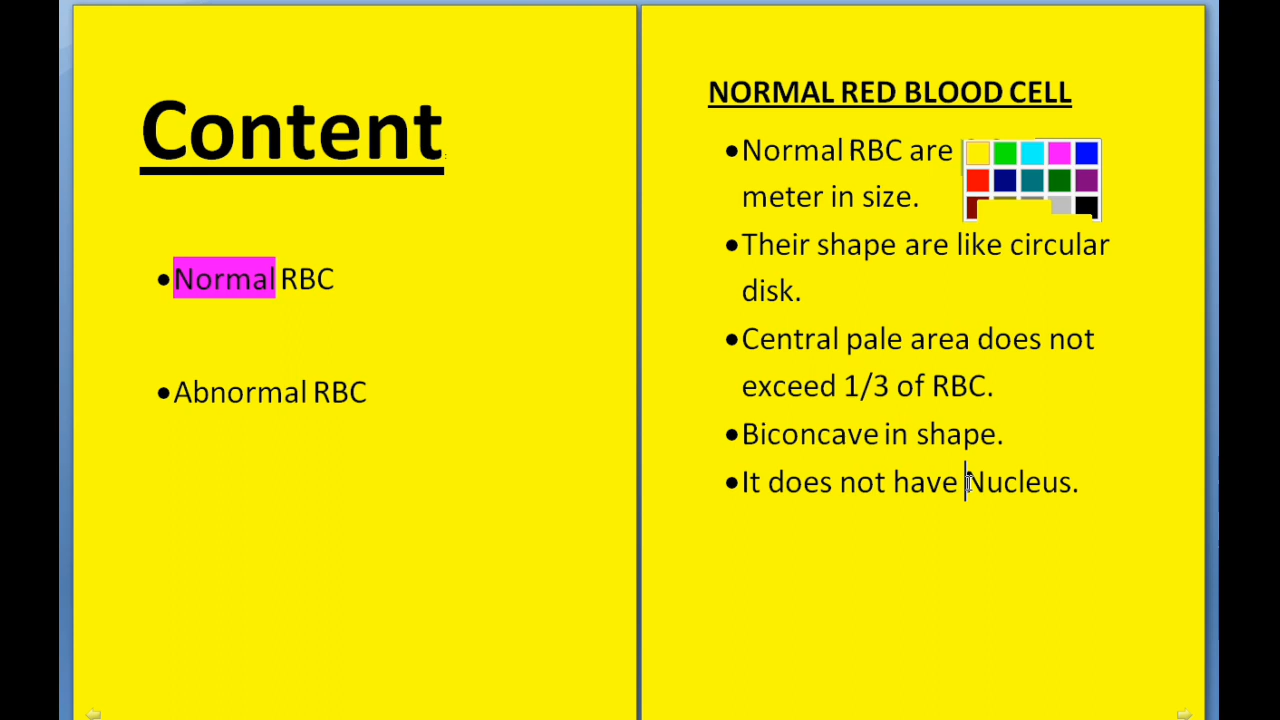 Content
•Normal RBC
•Abnormal RBC
NORMAL RED BLOOD CELL
•Normal RBC are
meter in size.
•Their shape are like circular
disk.
•Central pale area does not
exceed 1/3 of RBC.
•Biconcave in shape.
•It does not have Nucleus.